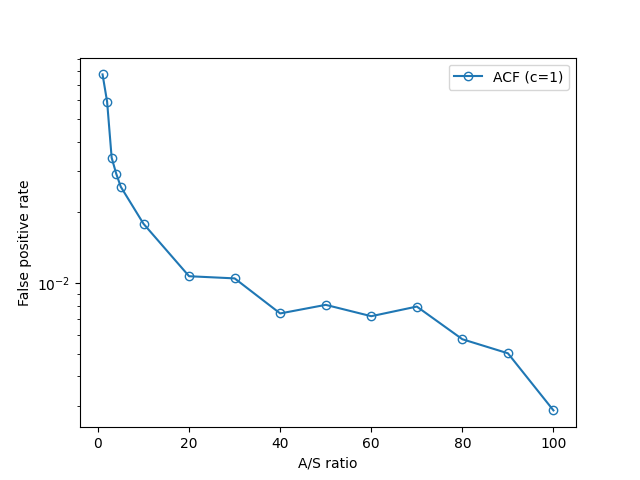 ACF (c=1)
False positive rate
10⁻²
0 20 40 60 80 100
A/S ratio